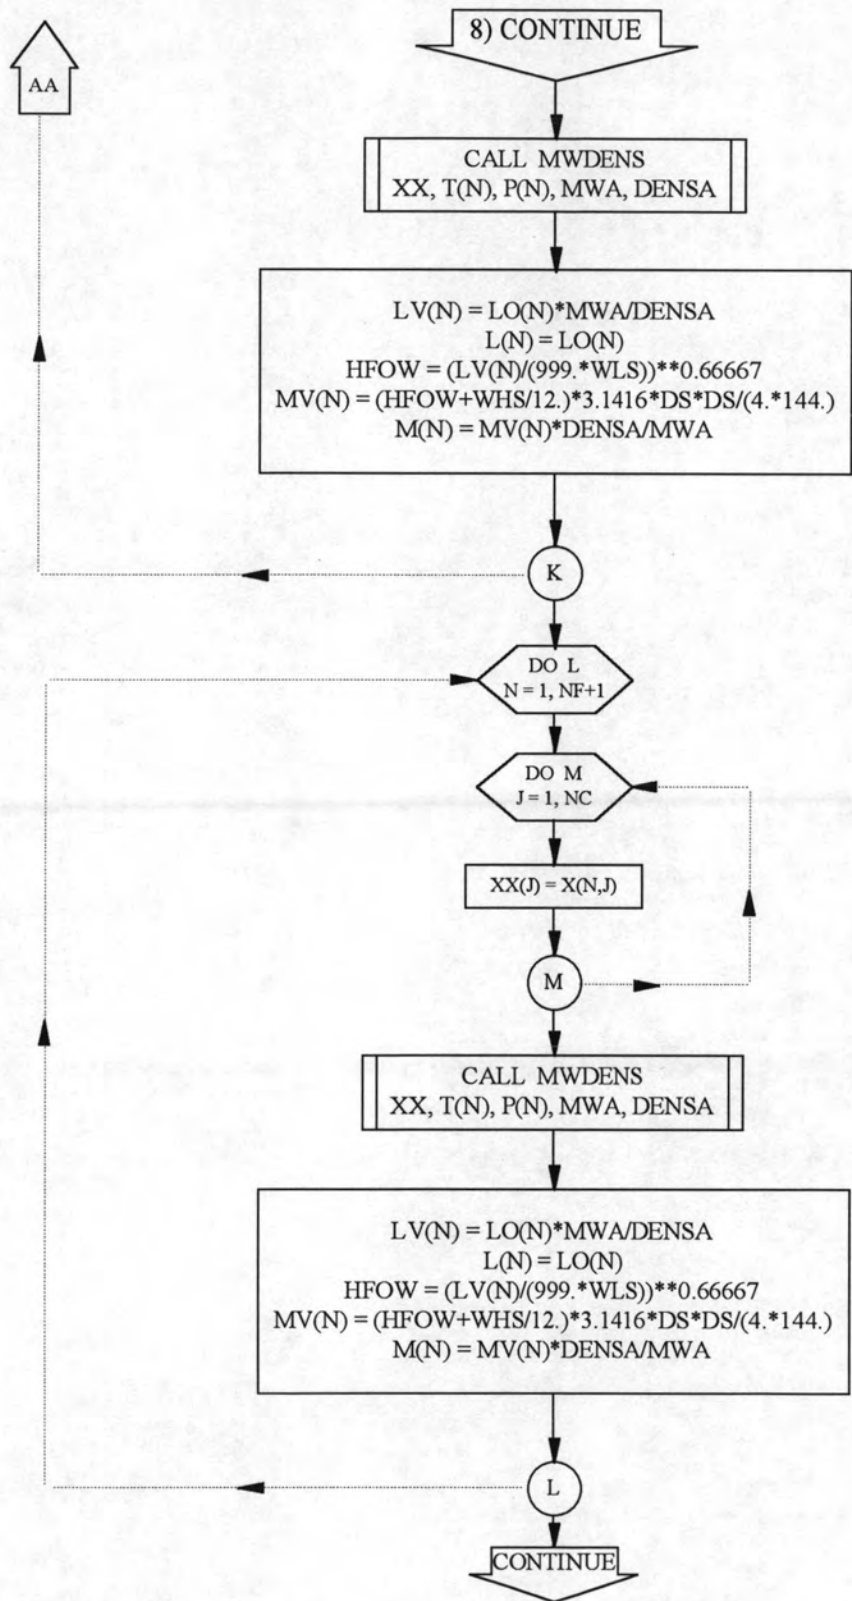 8) CONTINUE
AA
CALL MWDENS
XX, T(N), P(N), MWA, DENSA
LV(N) = LO(N)*MWA/DENSA
L(N) = LO(N)
HFOW = (LV(N)/(999.*WLS))**0.66667
MV(N) = (HFOW+WHS/12.)*3.1416*DS*DS/(4.*144.)
M(N) = MV(N)*DENSA/MWA
K
DO L
N = 1, NF+1
DO M
J = 1, NC
XX(J) = X(N,J)
M
CALL MWDENS
XX, T(N), P(N), MWA, DENSA
LV(N) = LO(N)*MWA/DENSA
L(N) = LO(N)
HFOW = (LV(N)/(999.*WLS))**0.66667
MV(N) = (HFOW+WHS/12.)*3.1416*DS*DS/(4.*144.)
M(N) = MV(N)*DENSA/MWA
L
CONTINUE